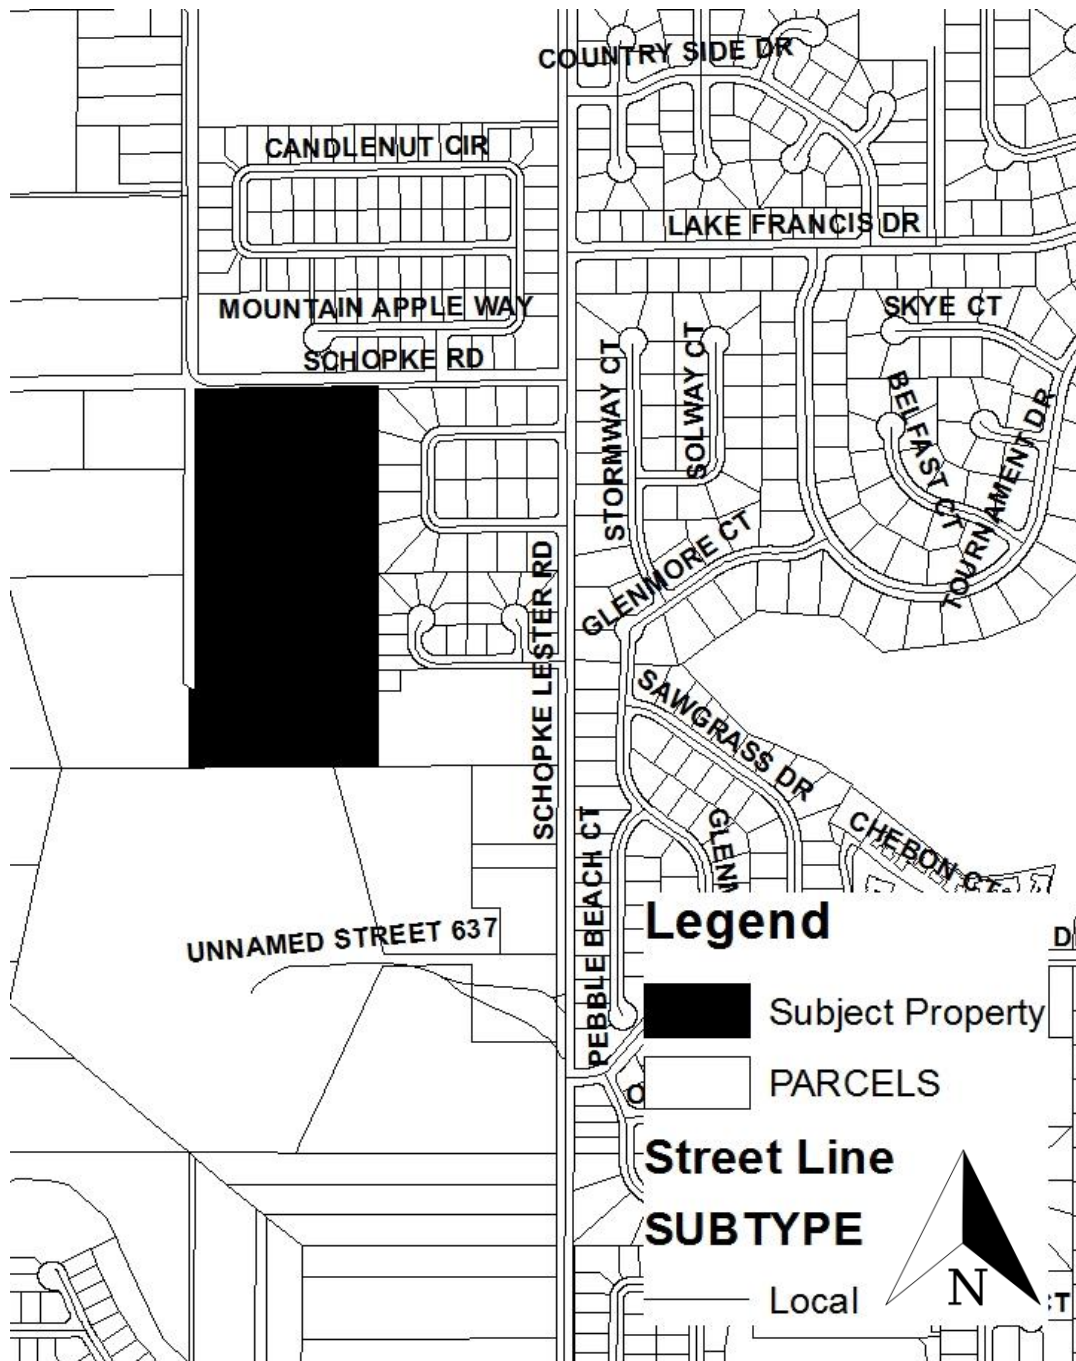 COUNTRY SIDE DR
CANDLENUT CIR
LAKE FRANCIS DR
MOUNTAIN APPLE WAY
SKYE CT
SCHOPKE RD
STORMWAY CT
SOLWAY CT
BELFAST CT
TOURNAMENT DR
GLENMORE CT
SCHOPKE LESTER RD
SAWGRASS DR
PEBBLE BEACH CT
CHEBON CT
UNNAMED STREET 637
Legend
Subject Property
PARCELS
Street Line
SUBTYPE
Local
N